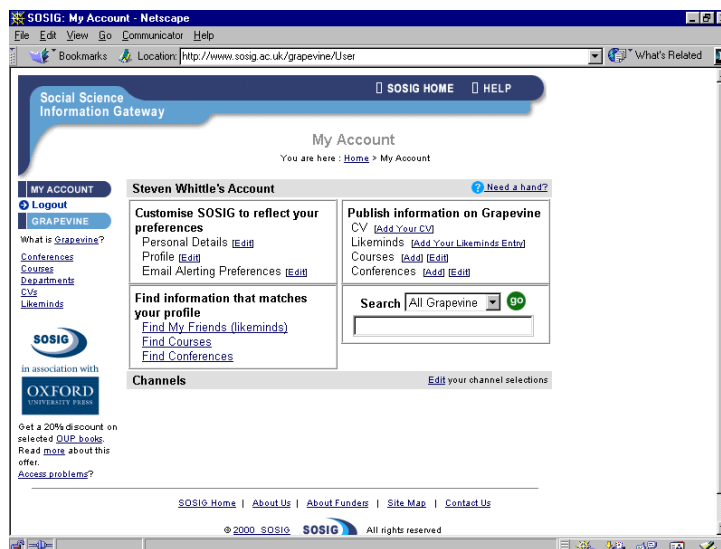 SOSIG: My Account - Netscape
File Edit View Go Communicator Help
Bookmarks Location: http://www.sosig.ac.uk/grapevine/User What's Related
Social Science
Information Gateway
SOSIG HOME HELP
My Account
You are here : Home > My Account
MY ACCOUNT
Logout
GRAPEVINE
What is Grapevine?
Conferences
Courses
Departments
CVs
Likeminds
SOSIG
in association with
OXFORD
UNIVERSITY PRESS
Get a 20% discount on
selected OUP books.
Read more about this
offer.
Access problems?
Steven Whittle's Account Need a hand?
Customise SOSIG to reflect your
preferences
Personal Details [Edit]
Profile [Edit]
Email Alerting Preferences [Edit]
Publish information on Grapevine
CV [Add Your CV]
Likeminds [Add Your Likeminds Entry]
Courses [Add] [Edit]
Conferences [Add] [Edit]
Find information that matches
your profile
Find My Friends (likeminds)
Find Courses
Find Conferences
Search All Grapevine go
Channels Edit your channel selections
SOSIG Home | About Us | About Funders | Site Map | Contact Us
© 2000 SOSIG SOSIG All rights reserved